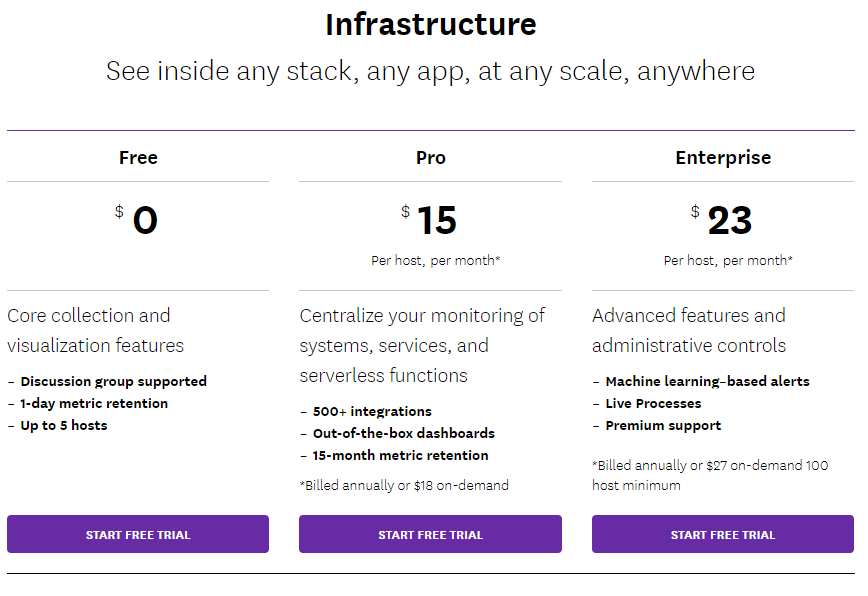 Infrastructure
See inside any stack, any app, at any scale, anywhere
Free
$ 0
Core collection and
visualization features
– Discussion group supported
– 1-day metric retention
– Up to 5 hosts
START FREE TRIAL
Pro
$ 15
Per host, per month*
Centralize your monitoring of
systems, services, and
serverless functions
– 500+ integrations
– Out-of-the-box dashboards
– 15-month metric retention
*Billed annually or $18 on-demand
START FREE TRIAL
Enterprise
$ 23
Per host, per month*
Advanced features and
administrative controls
– Machine learning–based alerts
– Live Processes
– Premium support
*Billed annually or $27 on-demand 100
host minimum
START FREE TRIAL